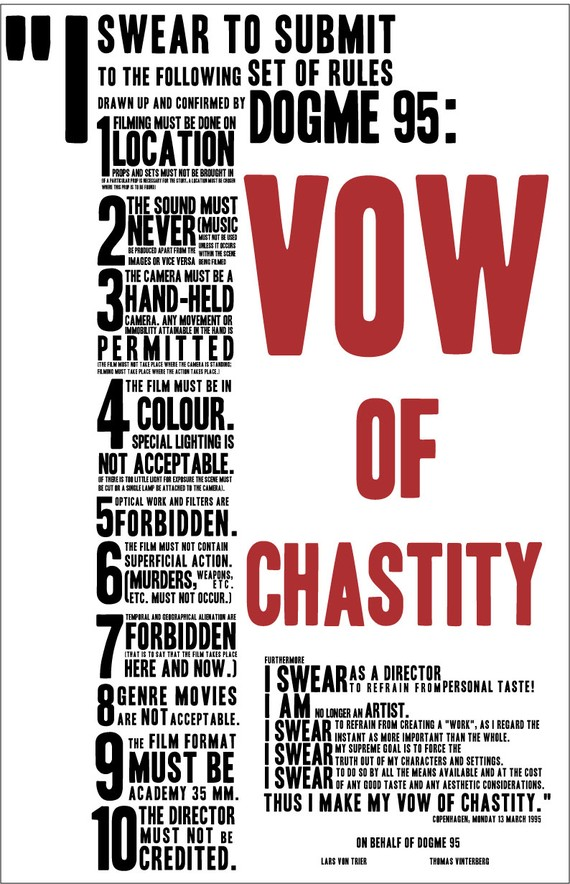 "I SWEAR TO SUBMIT
TO THE FOLLOWING SET OF RULES
DRAWN UP AND CONFIRMED BY DOGME 95:
1 FILMING MUST BE DONE ON
LOCATION
PROPS AND SETS MUST NOT BE BROUGHT IN
(IF A PARTICULAR PROP IS NECESSARY FOR THE STORY, A LOCATION MUST BE CHOSEN
WHERE THIS PROP IS TO BE FOUND)
2 THE SOUND MUST
NEVER
BE PRODUCED APART FROM THE
IMAGES OR VICE VERSA
(MUSIC
MUST NOT BE USED
UNLESS IT OCCURS
WITHIN THE SCENE
BEING FILMED
3 THE CAMERA MUST BE A
HAND-HELD
CAMERA. ANY MOVEMENT OR
IMMOBILITY ATTAINABLE IN THE HAND IS
PERMITTED
(THE FILM MUST NOT TAKE PLACE WHERE THE CAMERA IS STANDING;
FILMING MUST TAKE PLACE WHERE THE ACTION TAKES PLACE.)
4 THE FILM MUST BE IN
COLOUR.
SPECIAL LIGHTING IS
NOT ACCEPTABLE.
(IF THERE IS TOO LITTLE LIGHT FOR EXPOSURE THE SCENE MUST
BE CUT OR A SINGLE LAMP BE ATTACHED TO THE CAMERA).
5 OPTICAL WORK AND FILTERS ARE
FORBIDDEN.
6 THE FILM MUST NOT CONTAIN
SUPERFICIAL ACTION.
(MURDERS, WEAPONS,
ETC.
ETC. MUST NOT OCCUR.)
7 TEMPORAL AND GEOGRAPHICAL ALIENATION ARE
FORBIDDEN
(THAT IS TO SAY THAT THE FILM TAKES PLACE
HERE AND NOW.)
8 GENRE MOVIES
ARE NOT ACCEPTABLE.
9 THE FILM FORMAT
MUST BE
ACADEMY 35 MM.
10 THE DIRECTOR
MUST NOT BE
CREDITED.
VOW
OF
CHASTITY
FURTHERMORE
I SWEAR AS A DIRECTOR
TO REFRAIN FROM PERSONAL TASTE!
I AM NO LONGER AN ARTIST.
I SWEAR TO REFRAIN FROM CREATING A "WORK", AS I REGARD THE
INSTANT AS MORE IMPORTANT THAN THE WHOLE.
I SWEAR MY SUPREME GOAL IS TO FORCE THE
TRUTH OUT OF MY CHARACTERS AND SETTINGS.
I SWEAR TO DO SO BY ALL THE MEANS AVAILABLE AND AT THE COST
OF ANY GOOD TASTE AND ANY AESTHETIC CONSIDERATIONS.
THUS I MAKE MY VOW OF CHASTITY."
COPENHAGEN, MONDAY 13 MARCH 1995
ON BEHALF OF DOGME 95
LARS VON TRIER THOMAS VINTERBERG